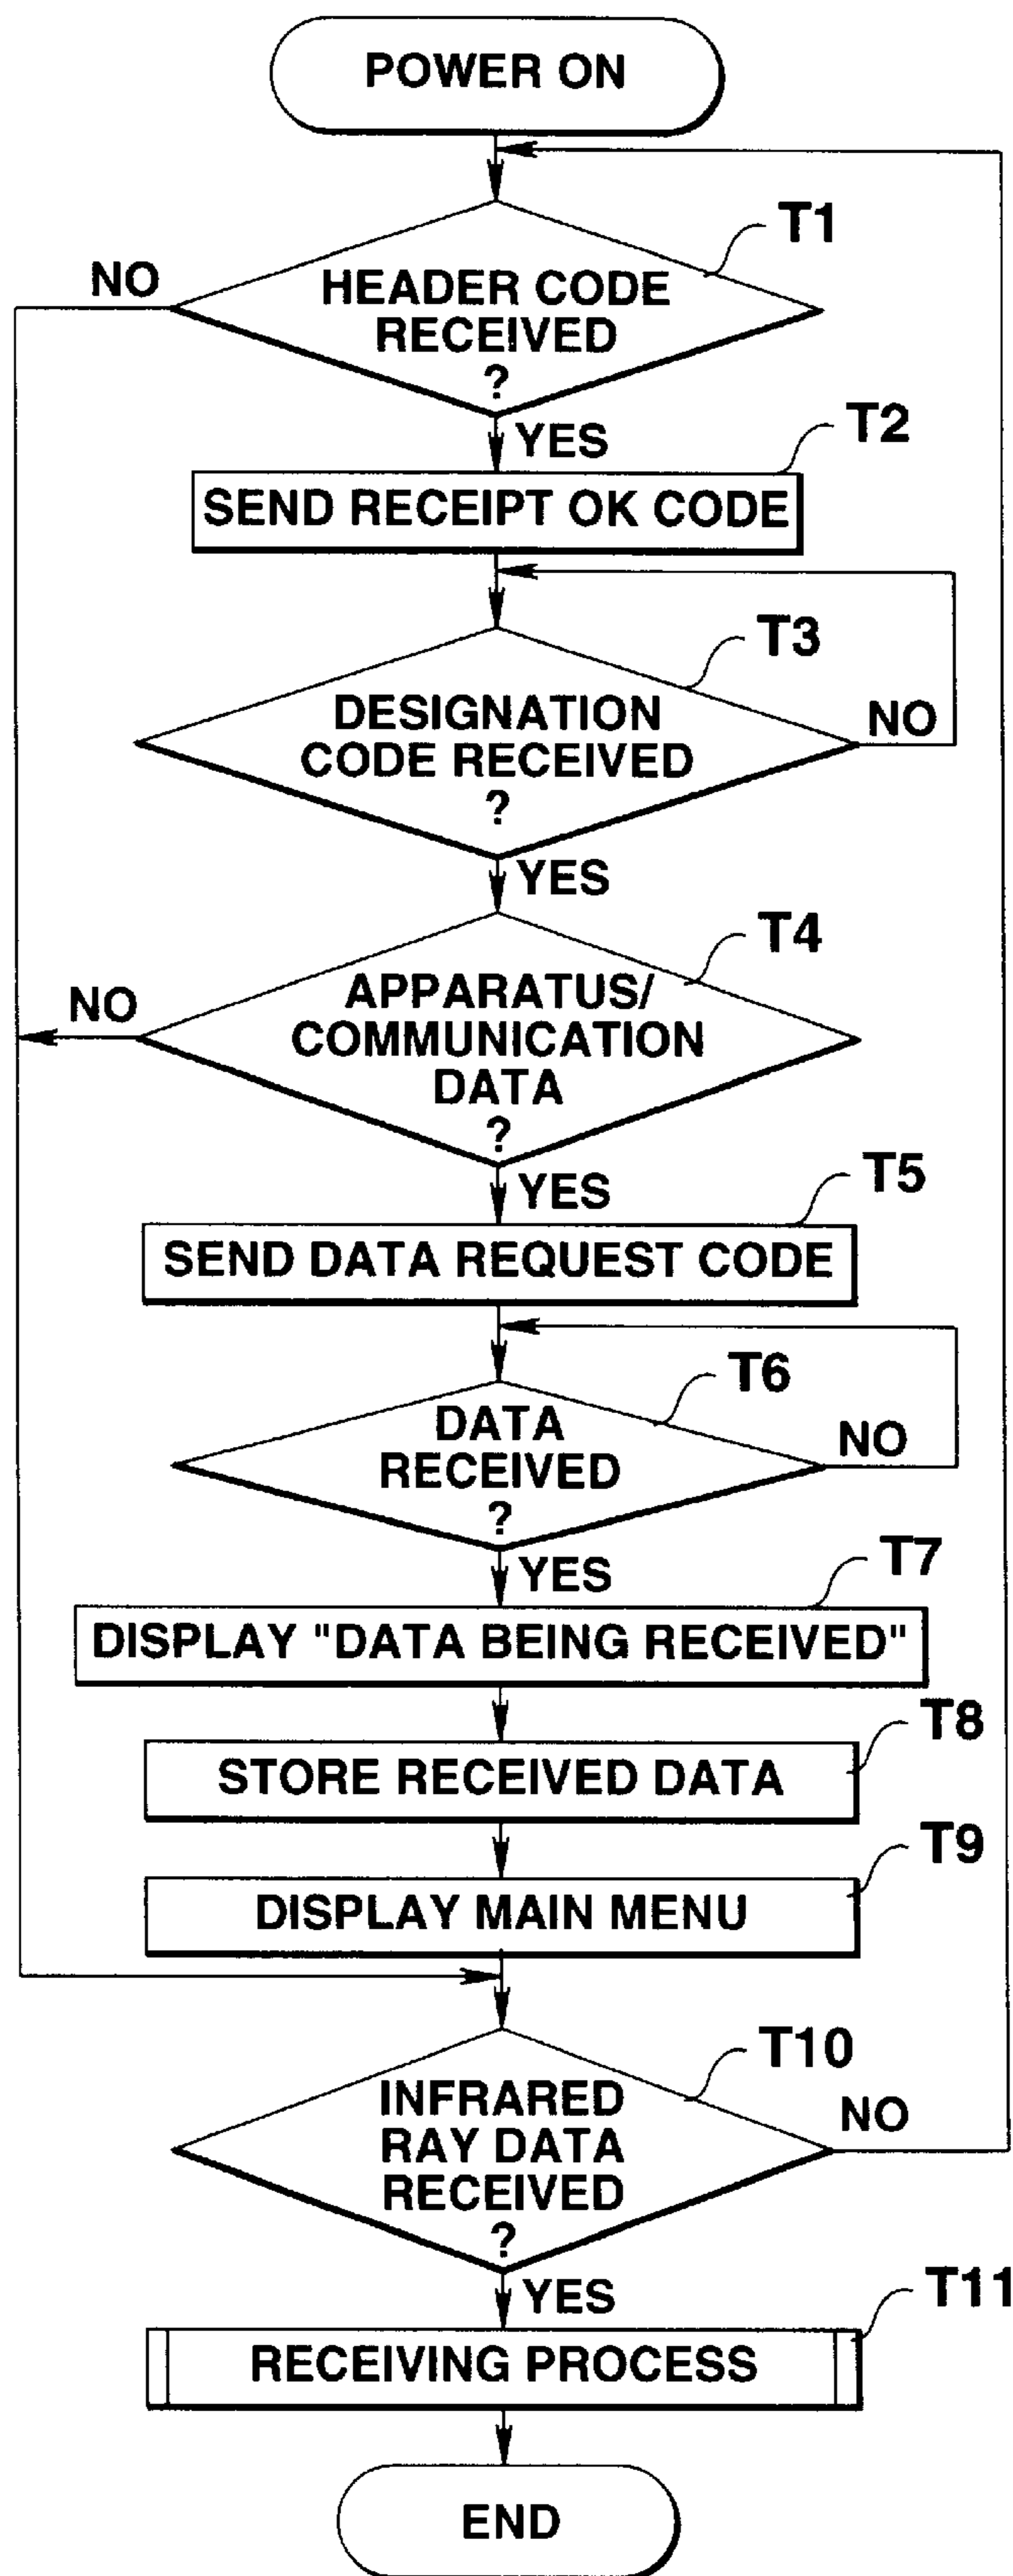 POWER ON
T1
NO
HEADER CODE
RECEIVED
?
YES
T2
SEND RECEIPT OK CODE
T3
DESIGNATION
CODE RECEIVED
?
NO
YES
T4
NO
APPARATUS/
COMMUNICATION
DATA
?
YES
T5
SEND DATA REQUEST CODE
T6
DATA
RECEIVED
?
NO
YES
T7
DISPLAY "DATA BEING RECEIVED"
T8
STORE RECEIVED DATA
T9
DISPLAY MAIN MENU
T10
INFRARED
RAY DATA
RECEIVED
?
NO
YES
T11
RECEIVING PROCESS
END